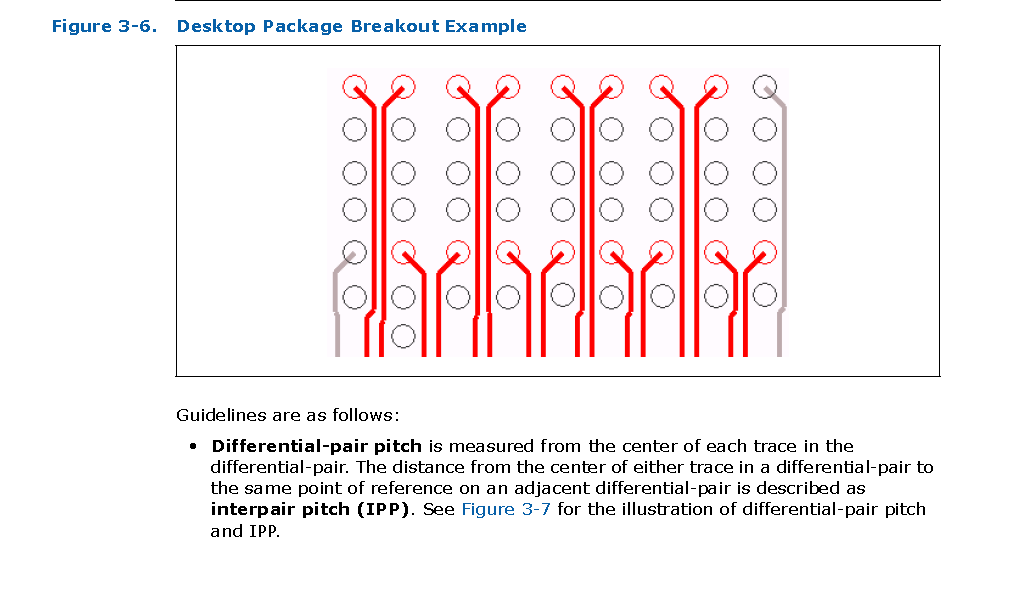 Figure 3-6. Desktop Package Breakout Example
Guidelines are as follows:
• Differential-pair pitch is measured from the center of each trace in the
differential-pair. The distance from the center of either trace in a differential-pair to
the same point of reference on an adjacent differential-pair is described as
interpair pitch (IPP). See Figure 3-7 for the illustration of differential-pair pitch
and IPP.